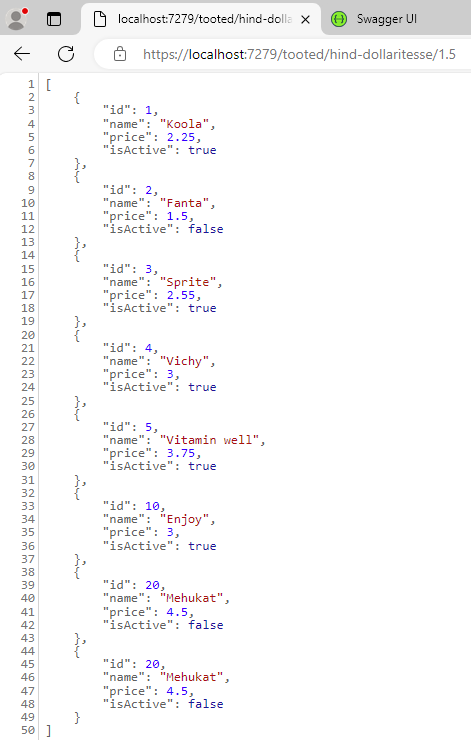 localhost:7279/tooted/hind-dolla
Swagger UI
https://localhost:7279/tooted/hind-dollaritesse/1.5
1 [
2 {
3 "id": 1,
4 "name": "Koola",
5 "price": 2.25,
6 "isActive": true
7 },
8 {
9 "id": 2,
10 "name": "Fanta",
11 "price": 1.5,
12 "isActive": false
13 },
14 {
15 "id": 3,
16 "name": "Sprite",
17 "price": 2.55,
18 "isActive": true
19 },
20 {
21 "id": 4,
22 "name": "Vichy",
23 "price": 3,
24 "isActive": true
25 },
26 {
27 "id": 5,
28 "name": "Vitamin well",
29 "price": 3.75,
30 "isActive": true
31 },
32 {
33 "id": 10,
34 "name": "Enjoy",
35 "price": 3,
36 "isActive": true
37 },
38 {
39 "id": 20,
40 "name": "Mehukat",
41 "price": 4.5,
42 "isActive": false
43 },
44 {
45 "id": 20,
46 "name": "Mehukat",
47 "price": 4.5,
48 "isActive": false
49 }
50 ]